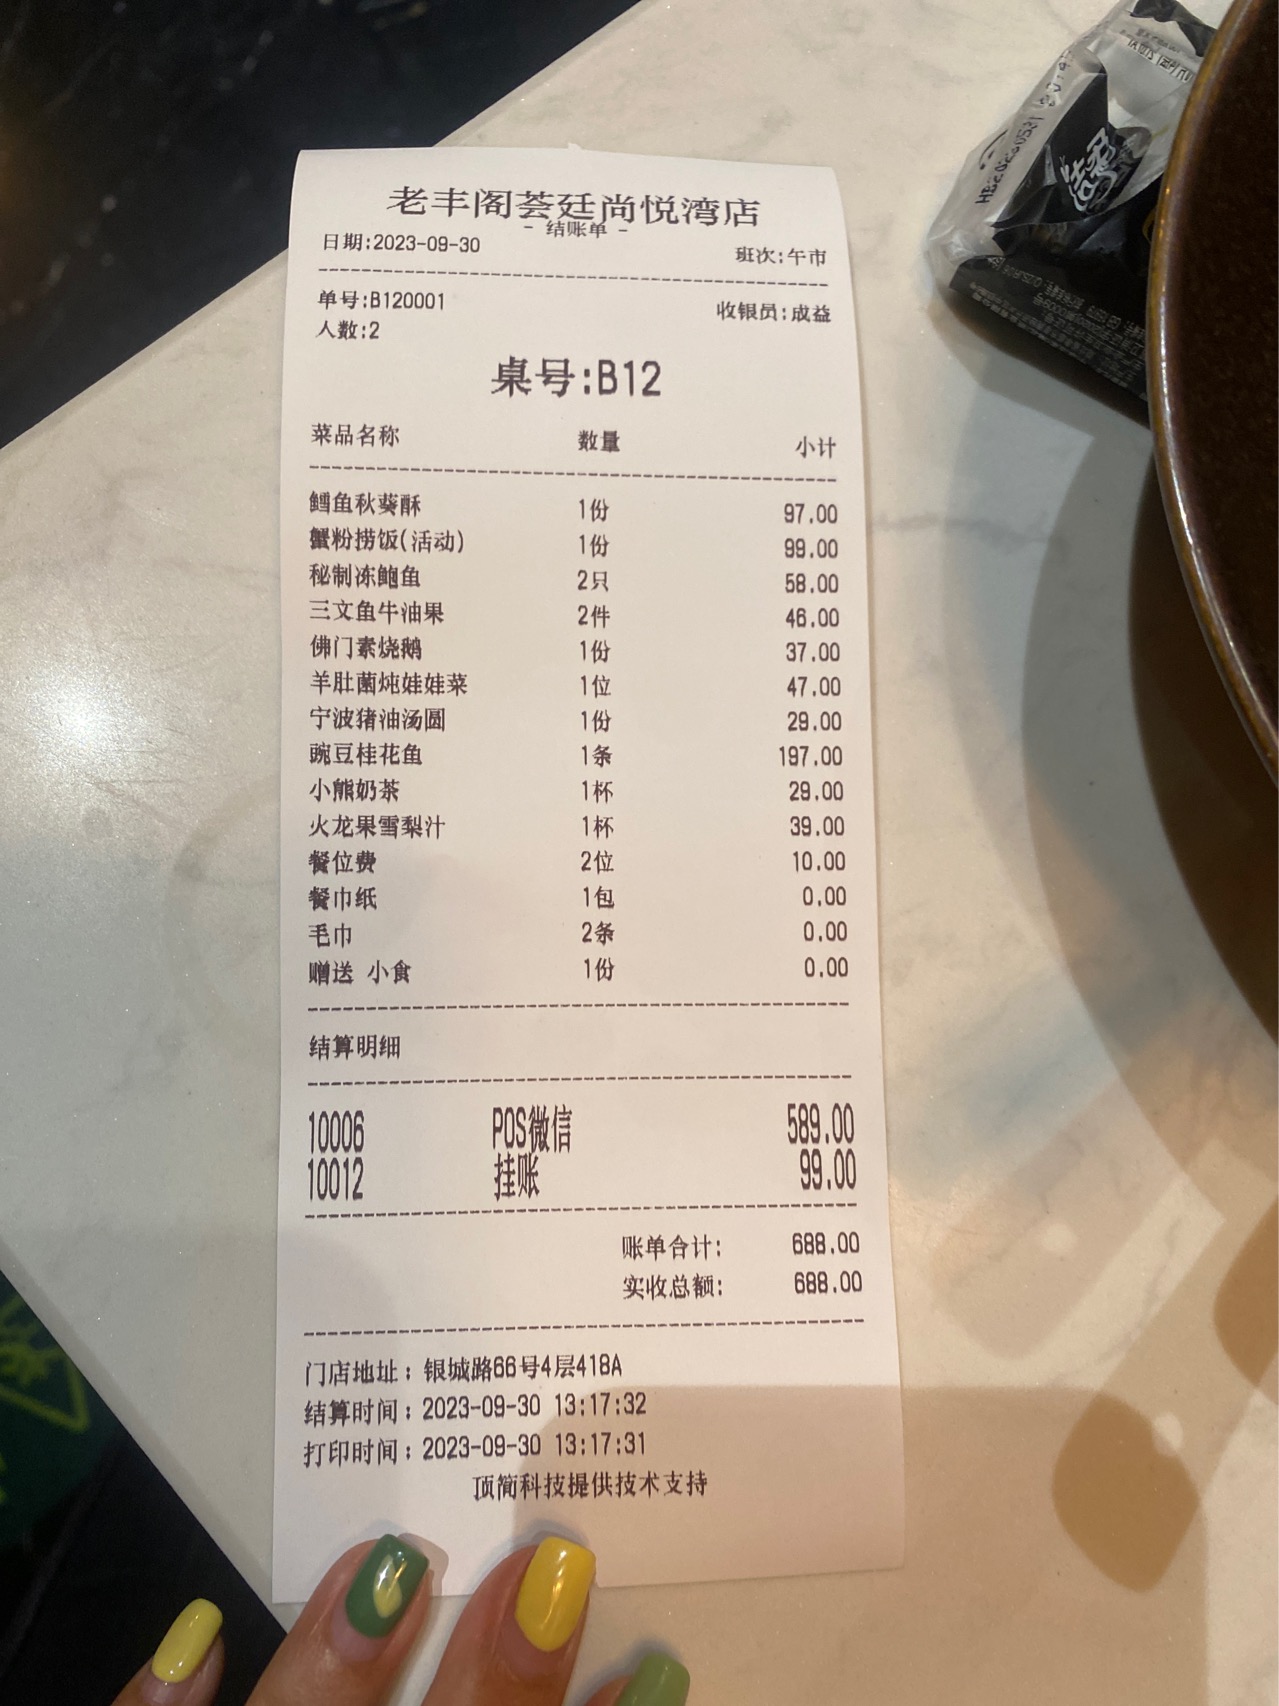 老丰阁荟廷尚悦湾店
- 结账单 -
日期:2023-09-30 班次:午市
单号:B120001 收银员:成益
人数:2
桌号:B12
菜品名称 数量 小计
鳕鱼秋葵酥 1份 97.00
蟹粉捞饭(活动) 1份 99.00
秘制冻鲍鱼 2只 58.00
三文鱼牛油果 2件 46.00
佛门素烧鹅 1份 37.00
羊肚菌炖娃娃菜 1位 47.00
宁波猪油汤圆 1份 29.00
豌豆桂花鱼 1条 197.00
小熊奶茶 1杯 29.00
火龙果雪梨汁 1杯 39.00
餐位费 2位 10.00
餐巾纸 1包 0.00
毛巾 2条 0.00
赠送 小食 1份 0.00
结算明细
10006 POS微信 589.00
10012 挂账 99.00
账单合计: 688.00
实收总额: 688.00
门店地址：银城路66号4层418A
结算时间：2023-09-30 13:17:32
打印时间：2023-09-30 13:17:31
顶简科技提供技术支持